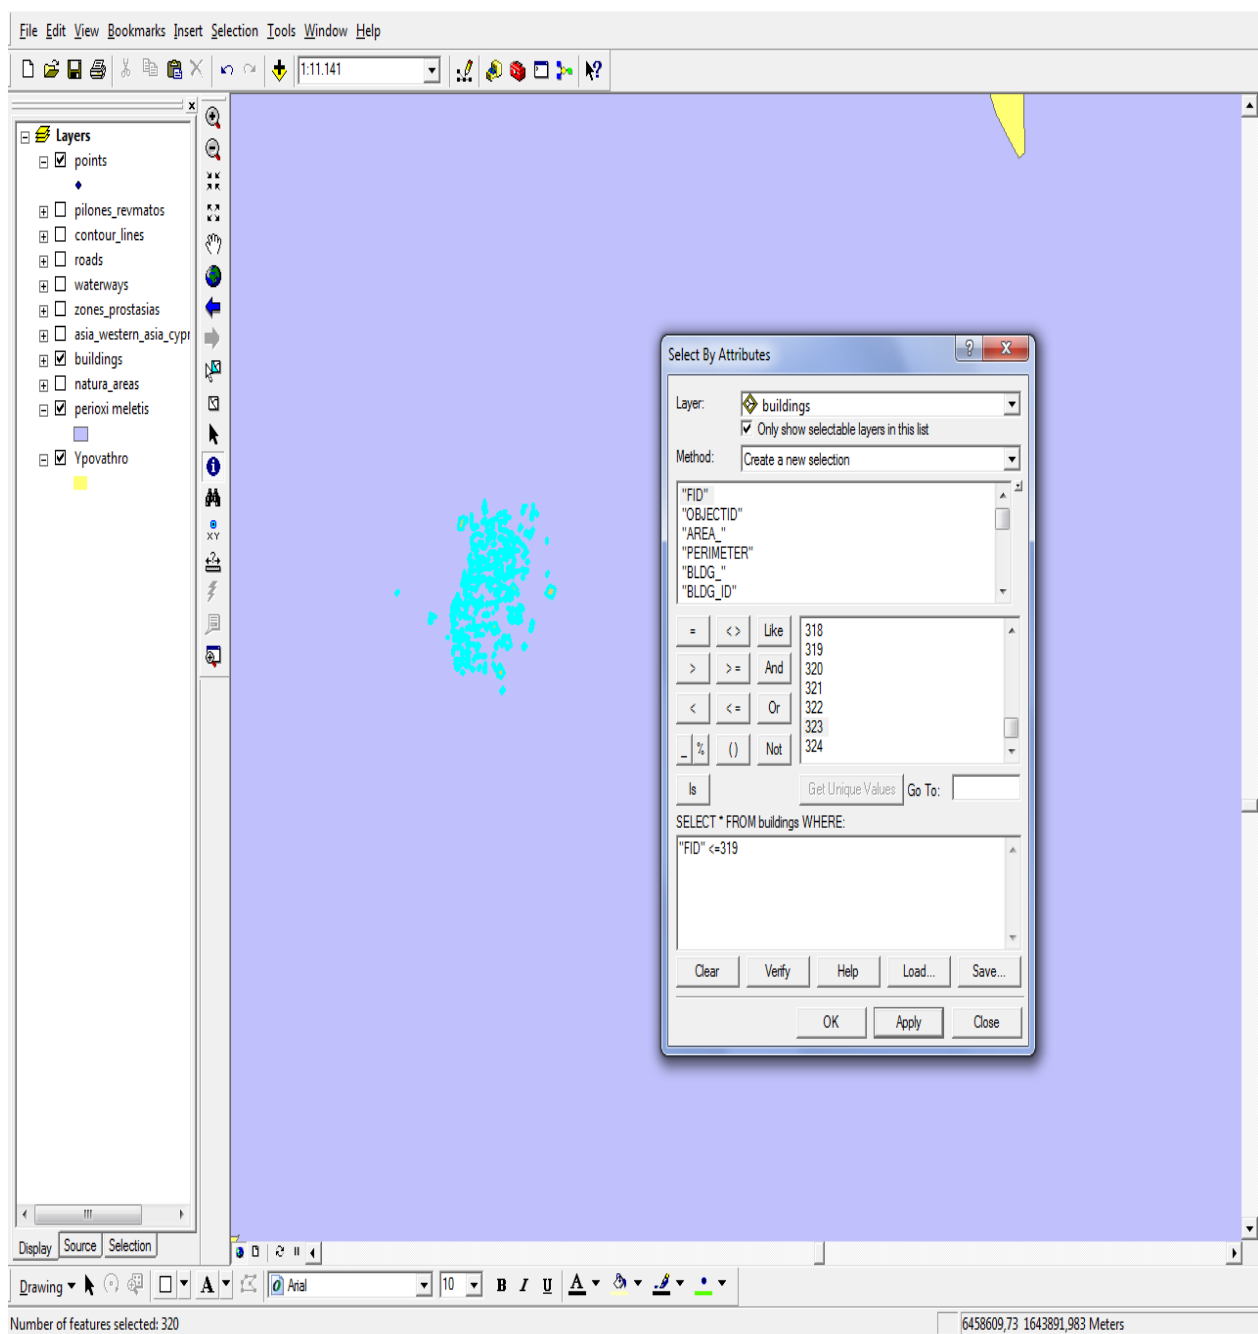 File Edit View Bookmarks Insert Selection Tools Window Help
1:11.141
Layers
points
pilones_revmatos
contour_lines
roads
waterways
zones_prostasias
asia_western_asia_cypr
buildings
natura_areas
perioxi meletis
Ypovathro
XY
Select By Attributes
Layer: buildings
Only show selectable layers in this list
Method: Create a new selection
"FID"
"OBJECTID"
"AREA_"
"PERIMETER"
"BLDG_"
"BLDG_ID"
= <> Like
> >= And
< <= Or
_ % () Not
Is
318
319
320
321
322
323
324
Get Unique Values Go To:
SELECT * FROM buildings WHERE:
"FID" <=319
Clear Verify Help Load... Save...
OK Apply Close
Display Source Selection
Drawing A Arial 10 B I U A
Number of features selected: 320
6458609,73 1643891,983 Meters